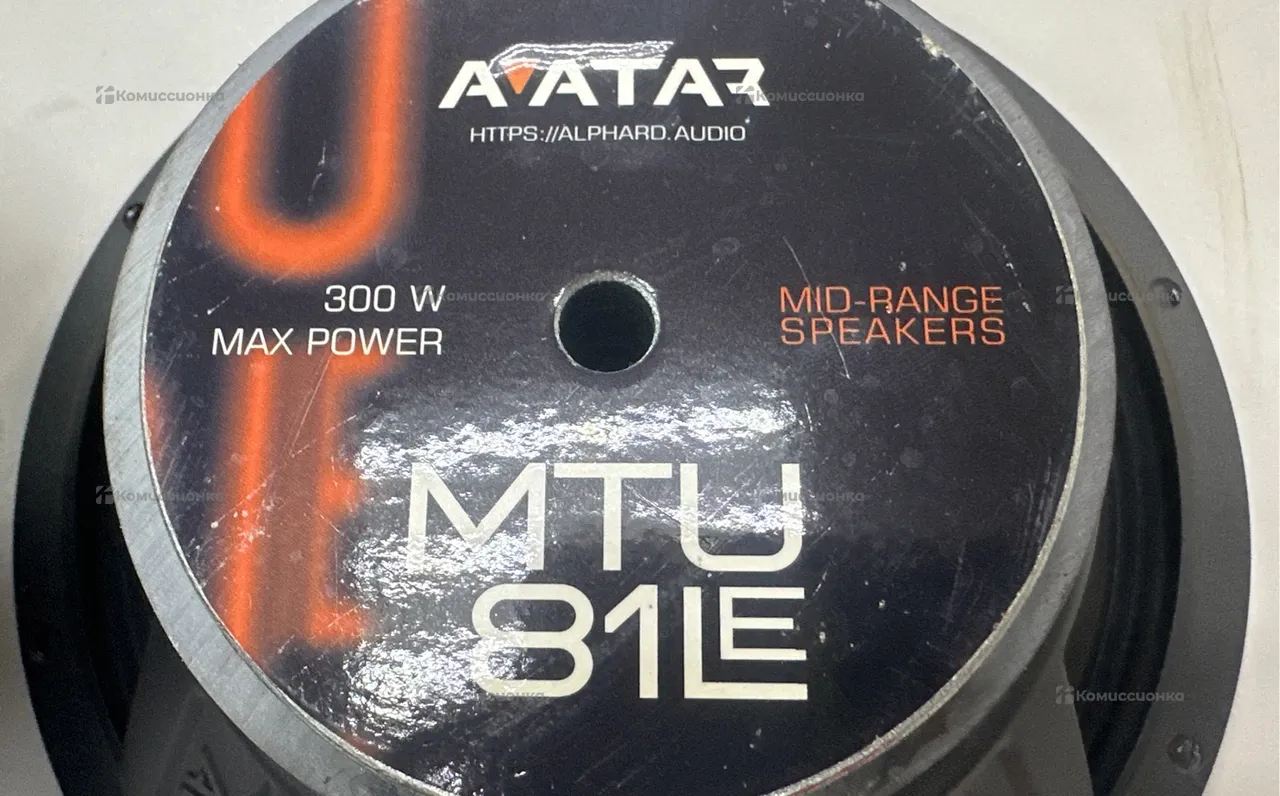 AVATAR
HTTPS://ALPHARD.AUDIO
Комиссионка
Комиссионка
300 W
MAX POWER
MID-RANGE
SPEAKERS
Комиссионка
MTU
81LE
Комиссионка
Комиссионка